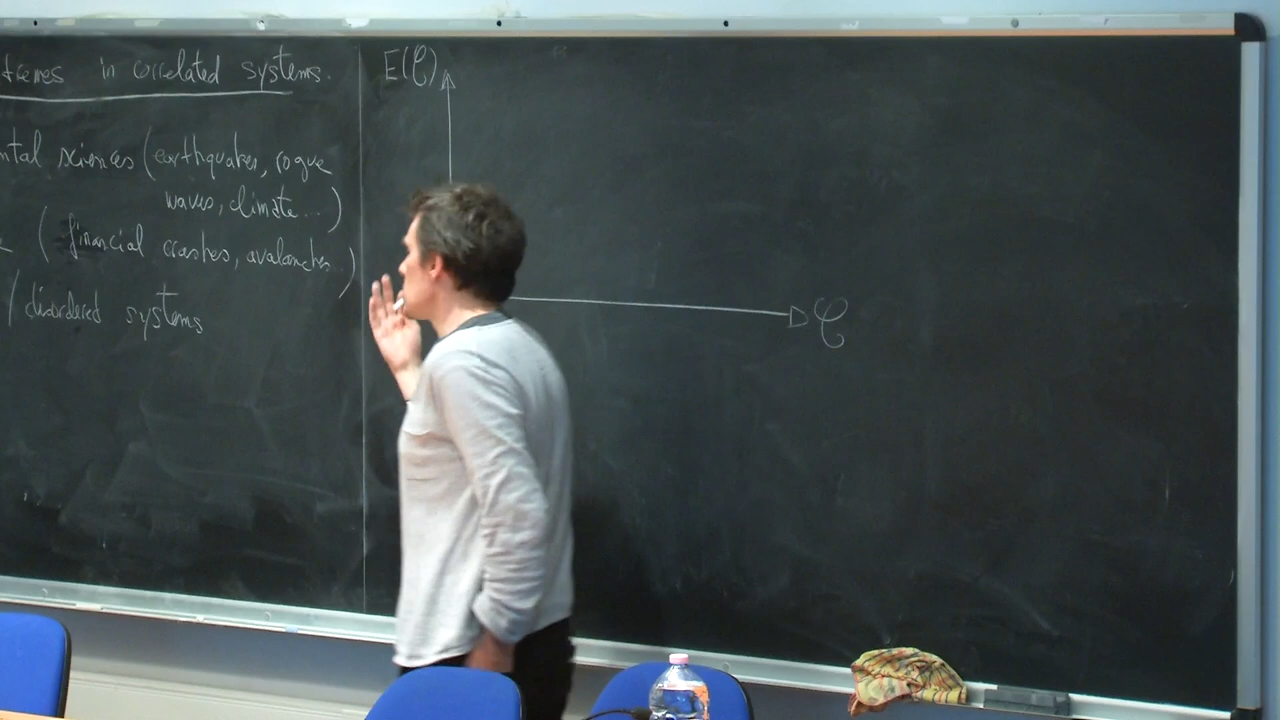 tremes in correlated systems.
ntal sciences (earthquakes, rogue
waves, climate...)
( financial crashes, avalanches..)
/ disordered systems
E(𝒞)
𝒞